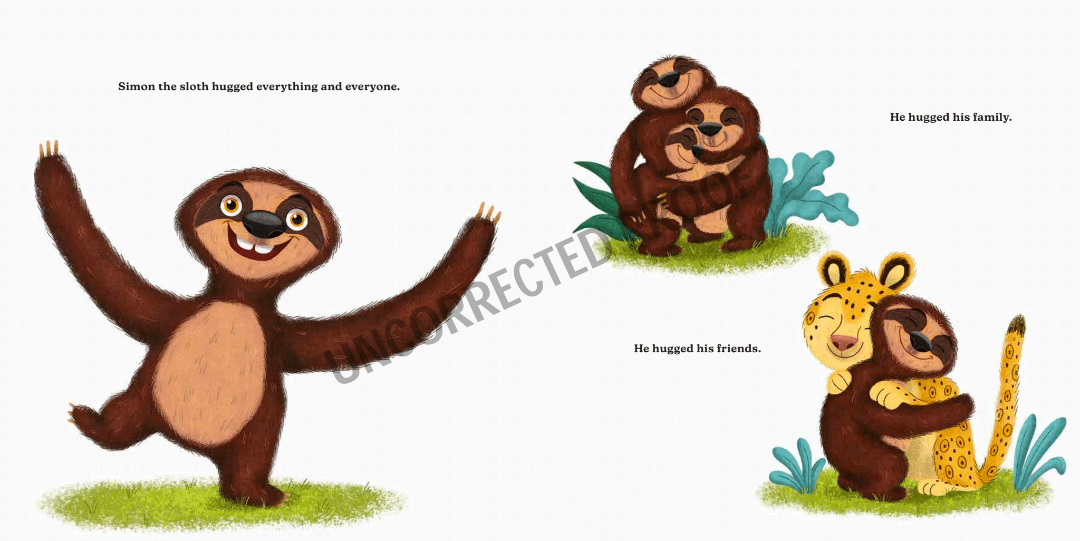 Simon the sloth hugged everything and everyone.
He hugged his family.
He hugged his friends.
UNCORRECTED PROOF